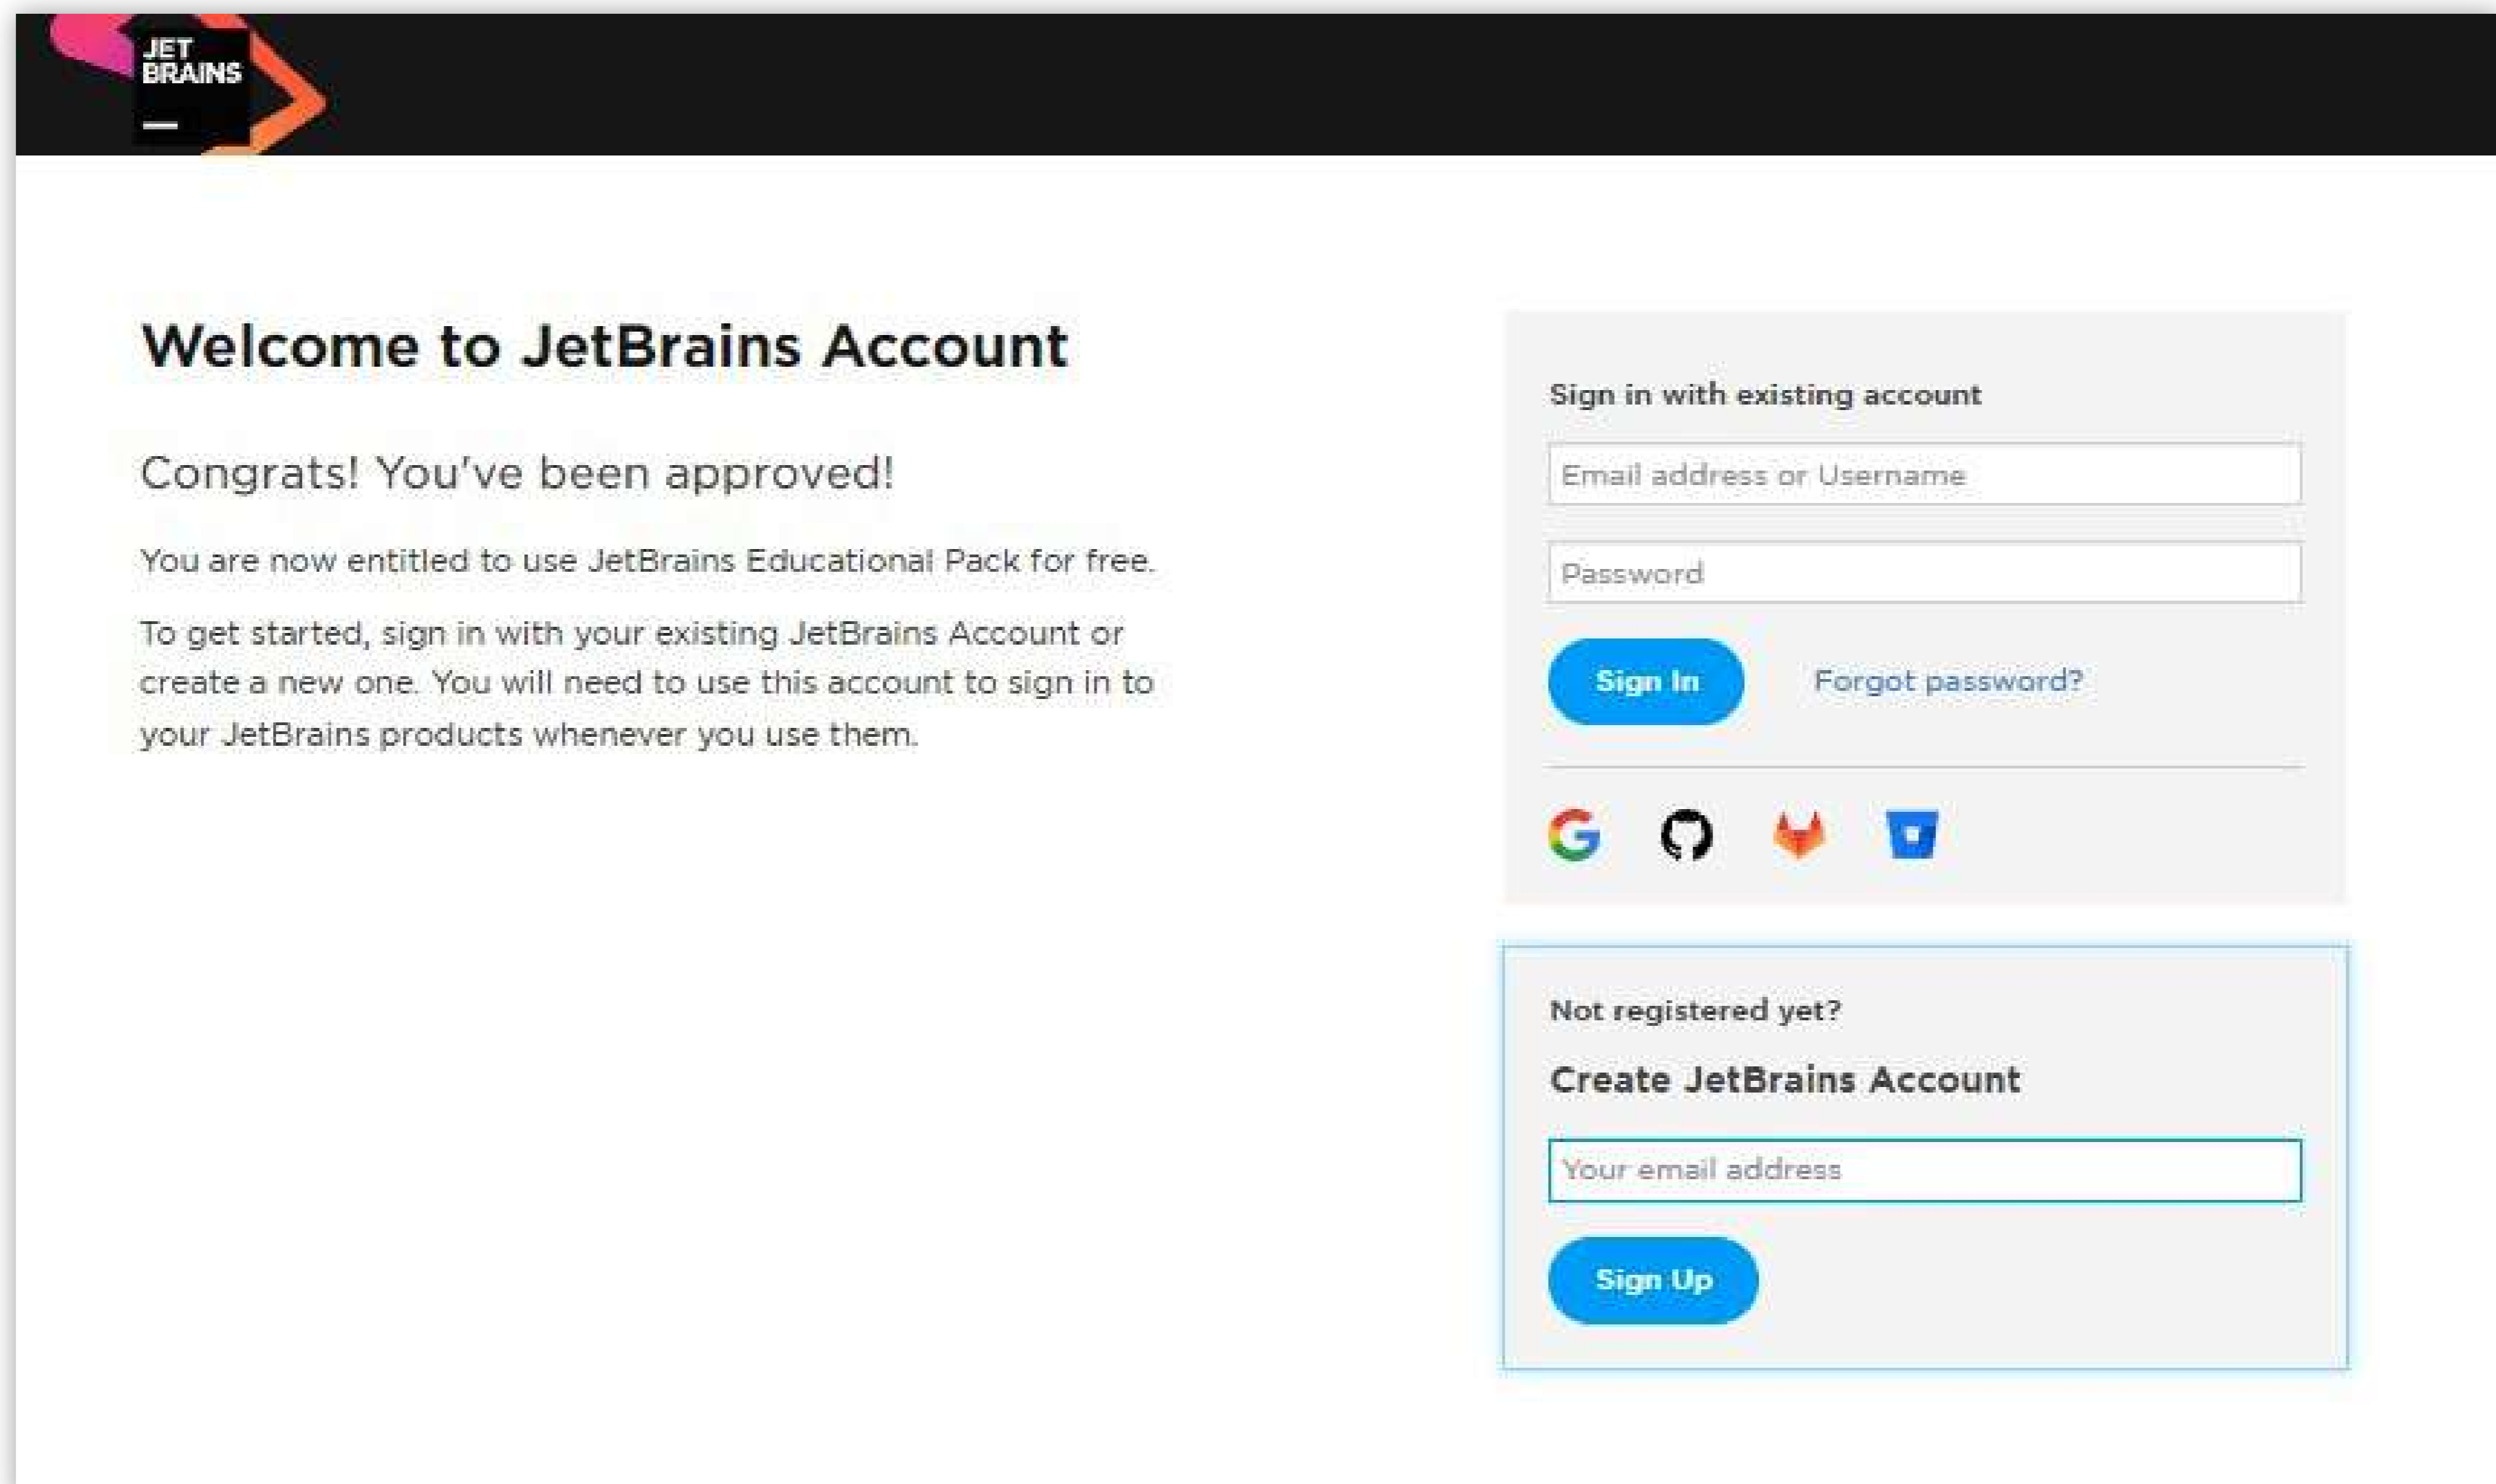 JET
BRAINS
Welcome to JetBrains Account
Congrats! You've been approved!
You are now entitled to use JetBrains Educational Pack for free.
To get started, sign in with your existing JetBrains Account or
create a new one. You will need to use this account to sign in to
your JetBrains products whenever you use them.
Sign in with existing account
Email address or Username
Password
Sign In
Forgot password?
Not registered yet?
Create JetBrains Account
Your email address
Sign Up